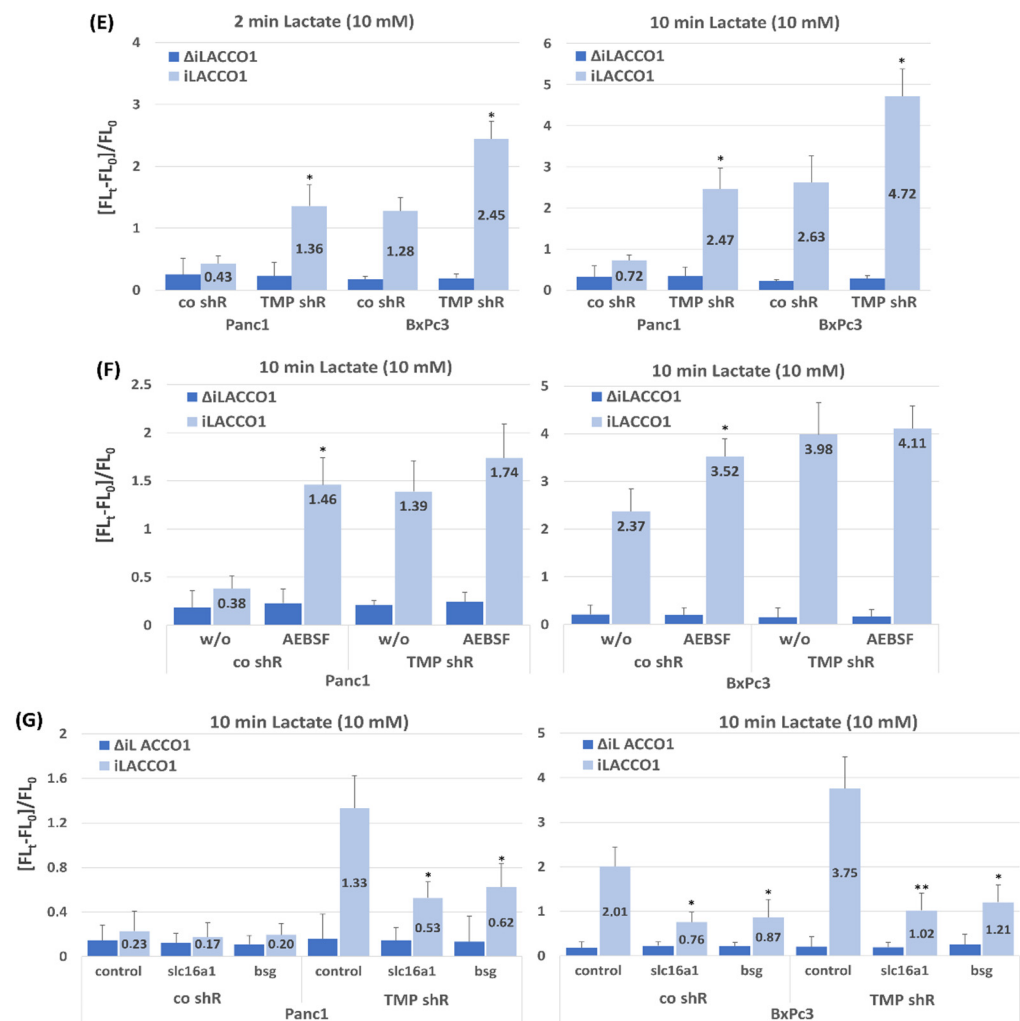 (E)
2 min Lactate (10 mM)
[FLt-FL0]/FL0
4
3
2
1
0
ΔiLACCO1
iLACCO1
0.43
*
1.36
1.28
*
2.45
co shR TMP shR co shR TMP shR
Panc1 BxPc3
10 min Lactate (10 mM)
6
5
4
3
2
1
0
ΔiLACCO1
iLACCO1
0.72
*
2.47
2.63
*
4.72
co shR TMP shR co shR TMP shR
Panc1 BxPc3
(F)
10 min Lactate (10 mM)
[FLt-FL0]/FL0
2.5
2
1.5
1
0.5
0
ΔiLACCO1
iLACCO1
0.38
*
1.46
1.39
1.74
w/o AEBSF w/o AEBSF
co shR TMP shR
Panc1
10 min Lactate (10 mM)
5
4
3
2
1
0
ΔiLACCO1
iLACCO1
2.37
*
3.52
3.98
4.11
w/o AEBSF w/o AEBSF
co shR TMP shR
BxPc3
(G)
10 min Lactate (10 mM)
[FLt-FL0]/FL0
2
1.6
1.2
0.8
0.4
0
ΔiL ACCO1
iLACCO1
0.23
0.17
0.20
1.33
*
0.53
*
0.62
control slc16a1 bsg control slc16a1 bsg
co shR TMP shR
Panc1
10 min Lactate (10 mM)
5
4
3
2
1
0
ΔiL ACCO1
iLACCO1
2.01
*
0.76
*
0.87
3.75
**
1.02
*
1.21
control slc16a1 bsg control slc16a1 bsg
co shR TMP shR
BxPc3